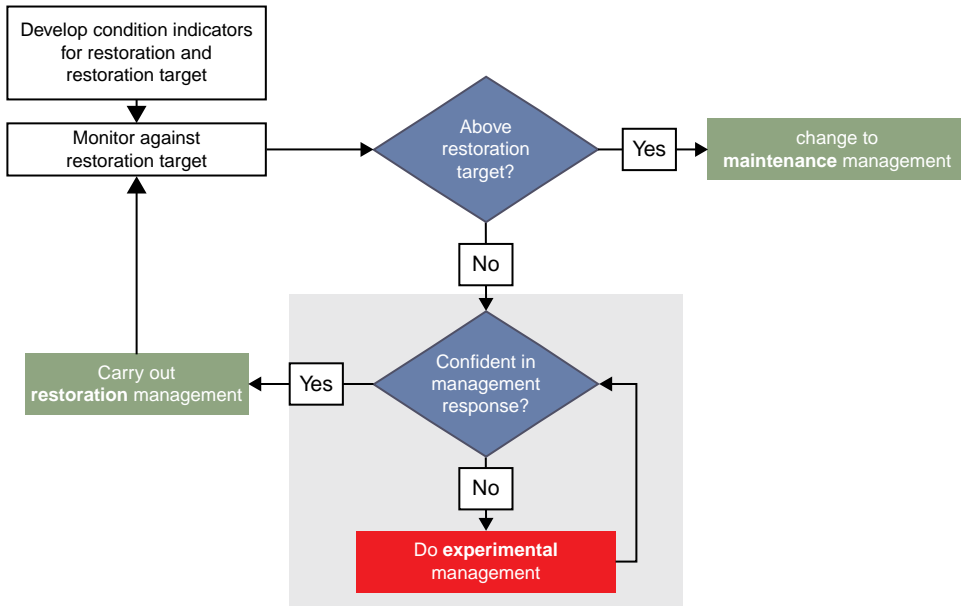 Develop condition indicators
for restoration and
restoration target
Monitor against
restoration target
Above
restoration
target?
Yes
change to
maintenance management
No
Confident in
management
response?
Yes
Carry out
restoration management
No
Do experimental
management